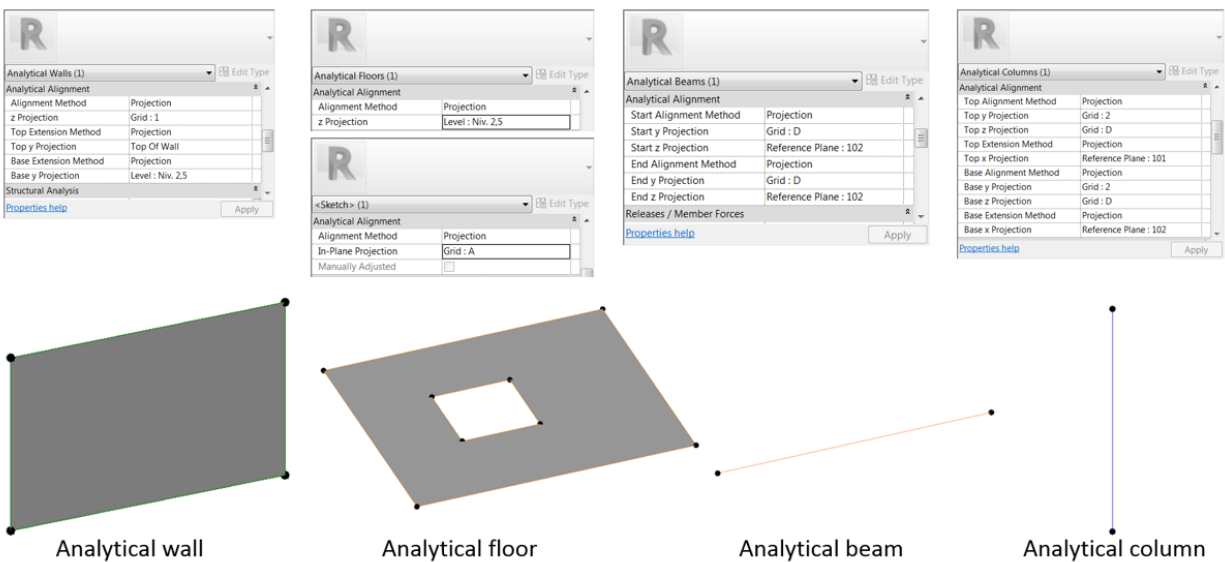 R
Analytical Walls (1) Edit Type
Analytical Alignment
Alignment Method Projection
z Projection Grid : 1
Top Extension Method Projection
Top y Projection Top Of Wall
Base Extension Method Projection
Base y Projection Level : Niv. 2,5
Structural Analysis
Properties help Apply
R
Analytical Floors (1) Edit Type
Analytical Alignment
Alignment Method Projection
z Projection Level : Niv. 2,5
R
<Sketch> (1) Edit Type
Analytical Alignment
Alignment Method Projection
In-Plane Projection Grid : A
Manually Adjusted
R
Analytical Beams (1) Edit Type
Analytical Alignment
Start Alignment Method Projection
Start y Projection Grid : D
Start z Projection Reference Plane : 102
End Alignment Method Projection
End y Projection Grid : D
End z Projection Reference Plane : 102
Releases / Member Forces
Properties help Apply
R
Analytical Columns (1) Edit Type
Analytical Alignment
Top Alignment Method Projection
Top y Projection Grid : 2
Top z Projection Grid : D
Top Extension Method Projection
Top x Projection Reference Plane : 101
Base Alignment Method Projection
Base y Projection Grid : 2
Base z Projection Grid : D
Base Extension Method Projection
Base x Projection Reference Plane : 102
Properties help Apply
Analytical wall
Analytical floor
Analytical beam
Analytical column